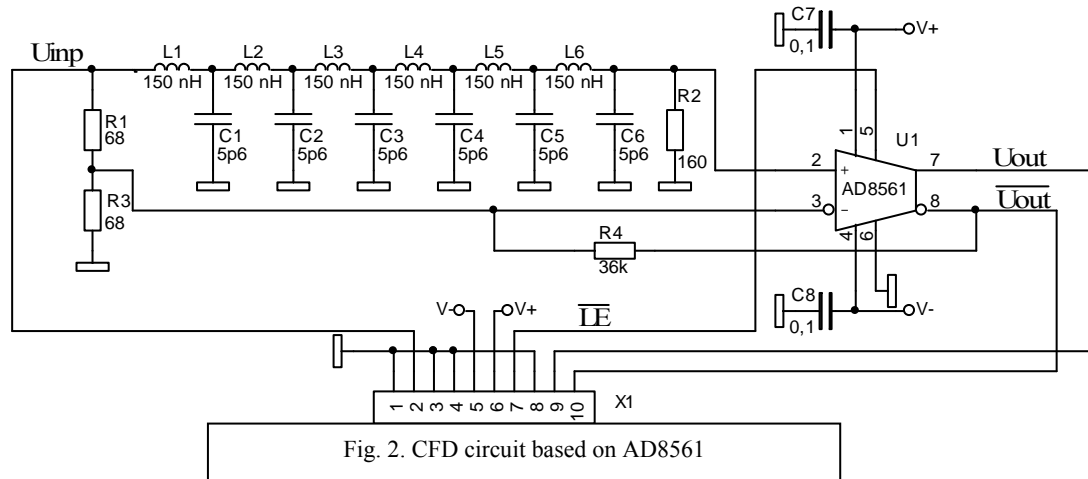 C7
0,1
V+
Uinp
L1
L2
L3
L4
L5
L6
150 nH
150 nH
150 nH
150 nH
150 nH
150 nH
R1
68
C1
5p6
C2
5p6
C3
5p6
C4
5p6
C5
5p6
C6
5p6
R2
160
1
5
U1
2
+
AD8561
7
Uout
R3
68
3
−
8
Uout
4
6
R4
36k
C8
0,1
V-
V-
V+
LE
1
2
3
4
5
6
7
8
9
10
X1
Fig. 2. CFD circuit based on AD8561